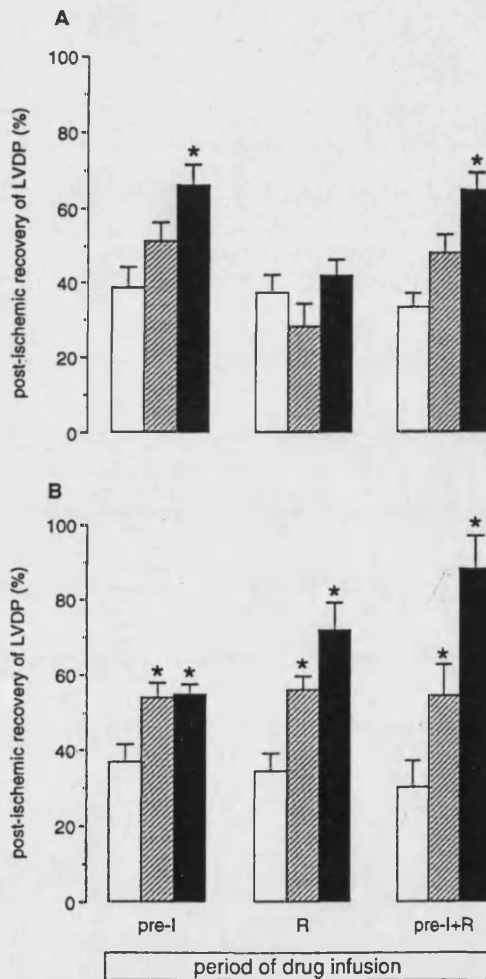 A
post-ischemic recovery of LVDP (%)
100
80
60
40
20
0
*
*
B
post-ischemic recovery of LVDP (%)
100
80
60
40
20
0
*
*
*
*
*
*
pre-I
R
pre-I+R
period of drug infusion